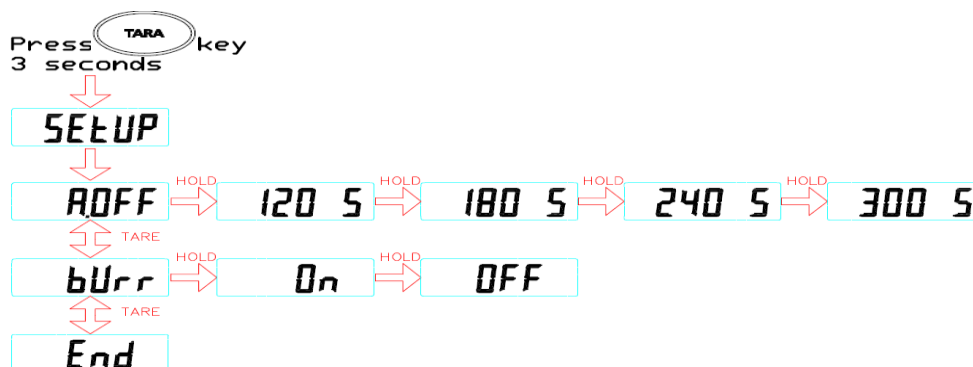 Press TARA key
3 seconds
SEtUP
A.OFF HOLD 120 S HOLD 180 S HOLD 240 S HOLD 300 S
TARE
bUrr HOLD On HOLD OFF
TARE
End